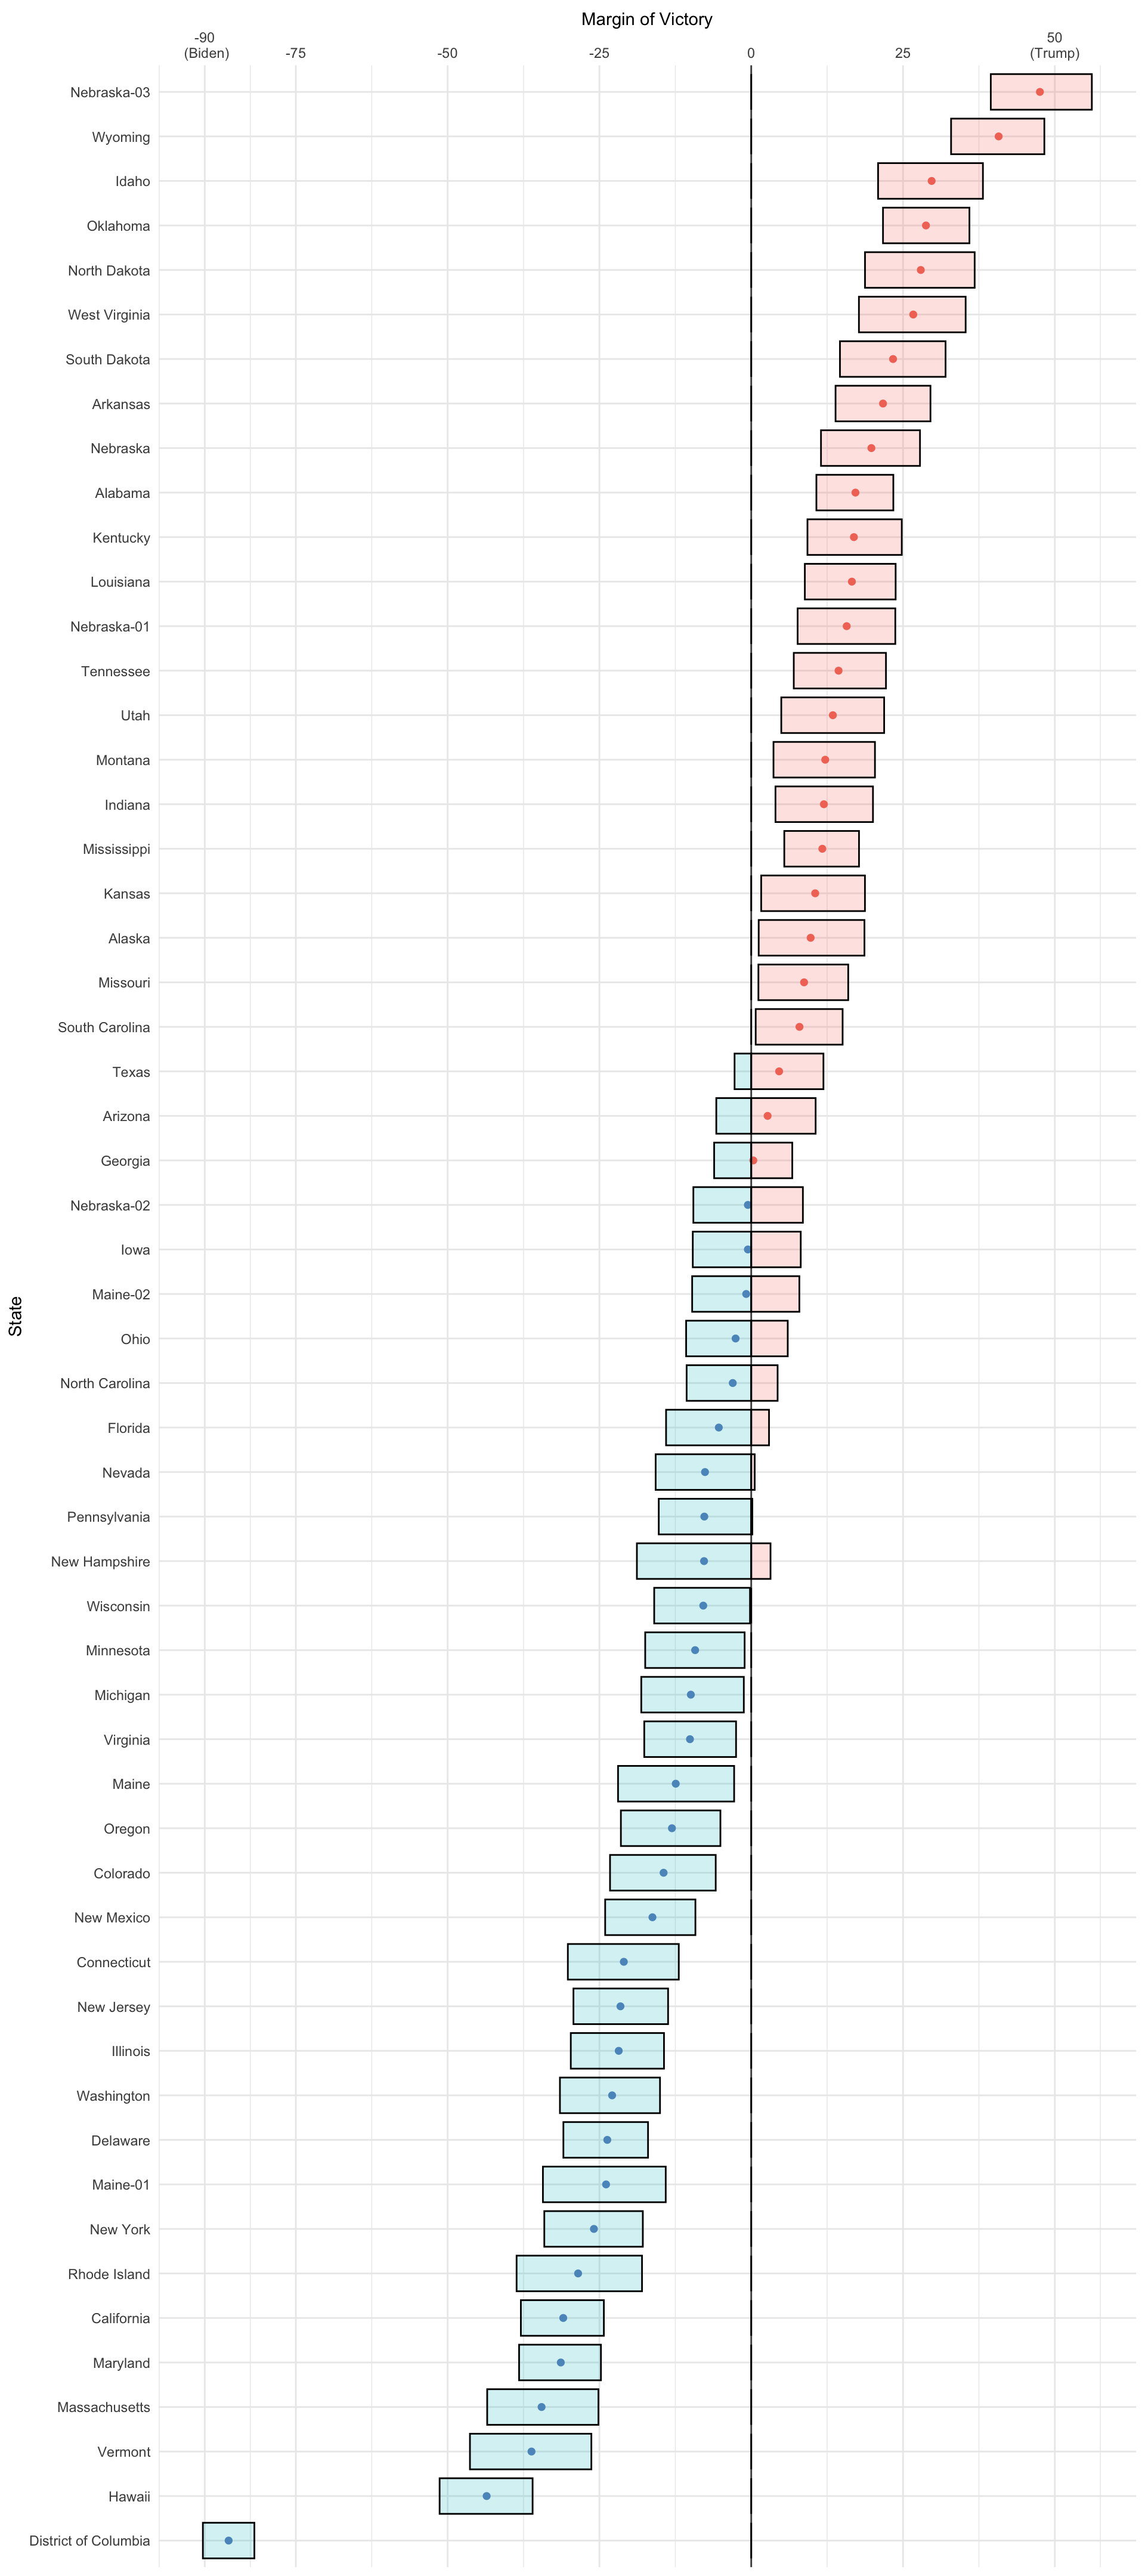 Margin of Victory
-90
(Biden)
-75
-50
-25
0
25
50
(Trump)
Nebraska-03
Wyoming
Idaho
Oklahoma
North Dakota
West Virginia
South Dakota
Arkansas
Nebraska
Alabama
Kentucky
Louisiana
Nebraska-01
Tennessee
Utah
Montana
Indiana
Mississippi
Kansas
Alaska
Missouri
South Carolina
Texas
Arizona
Georgia
Nebraska-02
Iowa
Maine-02
State
Ohio
North Carolina
Florida
Nevada
Pennsylvania
New Hampshire
Wisconsin
Minnesota
Michigan
Virginia
Maine
Oregon
Colorado
New Mexico
Connecticut
New Jersey
Illinois
Washington
Delaware
Maine-01
New York
Rhode Island
California
Maryland
Massachusetts
Vermont
Hawaii
District of Columbia